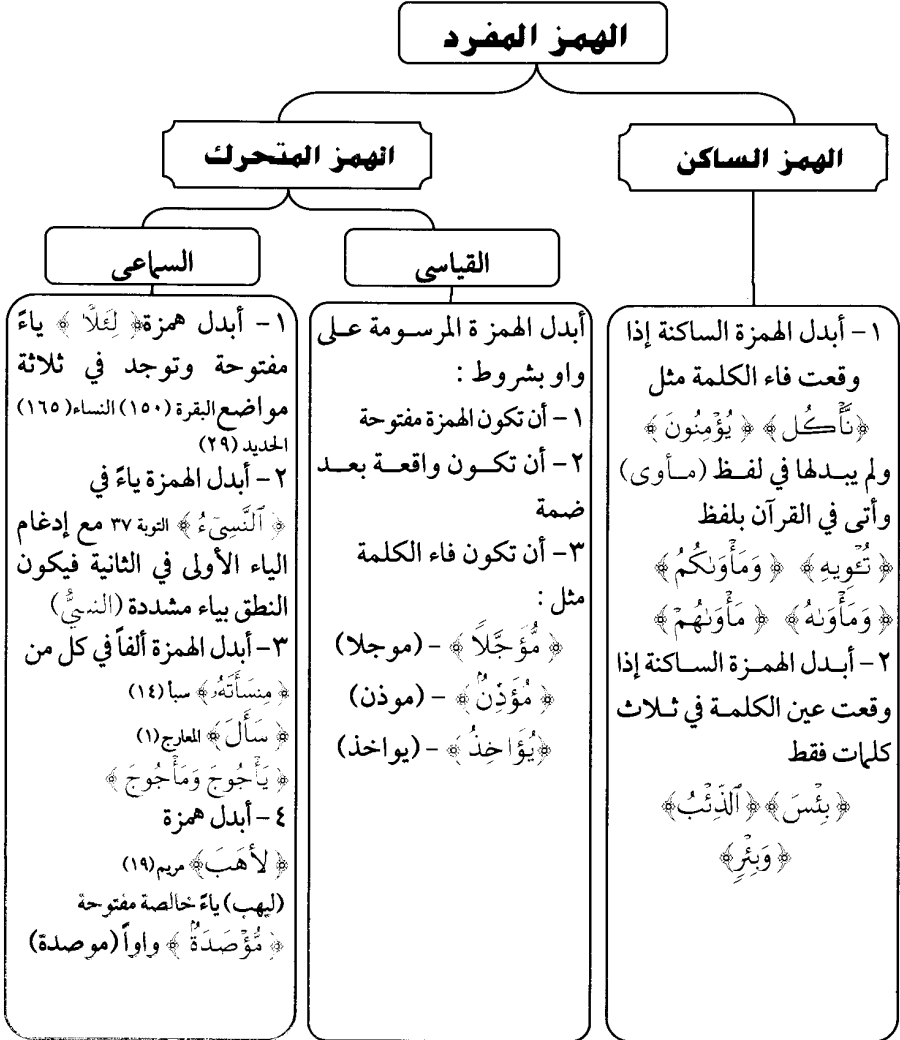 الهمز المفرد
الهمز الساكن
الهمز المتحرك
القياسي
السماعي
١- أبدل الهمزة الساكنة إذا
وقعت فاء الكلمة مثل
﴿نَأْكُل﴾ ﴿يُؤْمِنُونَ﴾
ولم يبدلها في لفظ (مأوى)
وأتى في القرآن بلفظ
﴿تُـْٔوِيهِ﴾ ﴿وَمَأْوَىٰكُمُ﴾
﴿وَمَأْوَىٰهُ﴾ ﴿مَأْوَىٰهُمْ﴾
٢- أبدل الهمزة الساكنة إذا
وقعت عين الكلمة في ثلاث
كلمات فقط
﴿بِئْسَ﴾ ﴿ٱلذِّئْبُ﴾
﴿وَبِئْرٍ﴾
أبدل الهمزة المرسومة على
واو بشروط :
١- أن تكون الهمزة مفتوحة
٢- أن تكون واقعة بعد
ضمة
٣- أن تكون فاء الكلمة
مثل :
﴿مُّؤَجَّلًا﴾ - (موجلا)
﴿مُؤَذِّنٌ﴾ - (موذن)
﴿يُؤَاخِذُ﴾ - (يواخذ)
١- أبدل همزة ﴿لِئَلَّا﴾ ياءً
مفتوحة وتوجد في ثلاثة
مواضع البقرة (١٥٠) النساء (١٦٥)
الحديد (٢٩)
٢- أبدل الهمزة ياءً في
﴿ٱلنَّسِىٓءُ﴾ التوبة ٣٧ مع إدغام
الياء الأولى في الثانية فيكون
النطق بياء مشددة (النسيُّ)
٣- أبدل الهمزة ألفاً في كل من
﴿مِنسَأَتَهُۥ﴾ سبأ (١٤)
﴿سَأَلَ﴾ المعارج (١)
﴿يَأْجُوجَ وَمَأْجُوجَ﴾
٤- أبدل همزة
﴿لِأَهَبَ﴾ مريم (١٩)
(ليهب) ياءً خالصة مفتوحة
﴿مُّؤْصَدَةٌ﴾ واواً (موصدة)